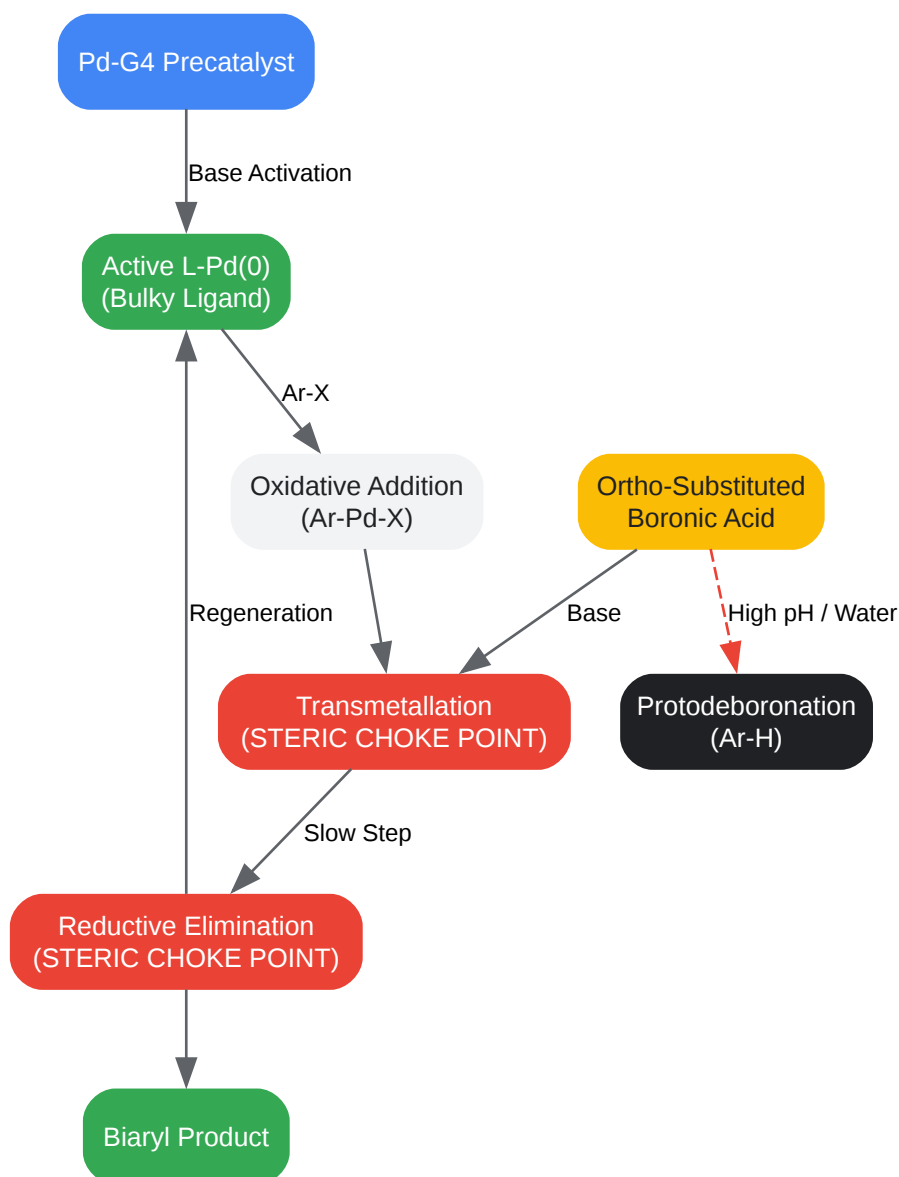 Pd-G4 Precatalyst
Base Activation
Active L-Pd(0)
(Bulky Ligand)
Ar-X
Oxidative Addition
(Ar-Pd-X)
Ortho-Substituted
Boronic Acid
Regeneration
Base
High pH / Water
Transmetallation
(STERIC CHOKE POINT)
Protodeboronation
(Ar-H)
Slow Step
Reductive Elimination
(STERIC CHOKE POINT)
Biaryl Product